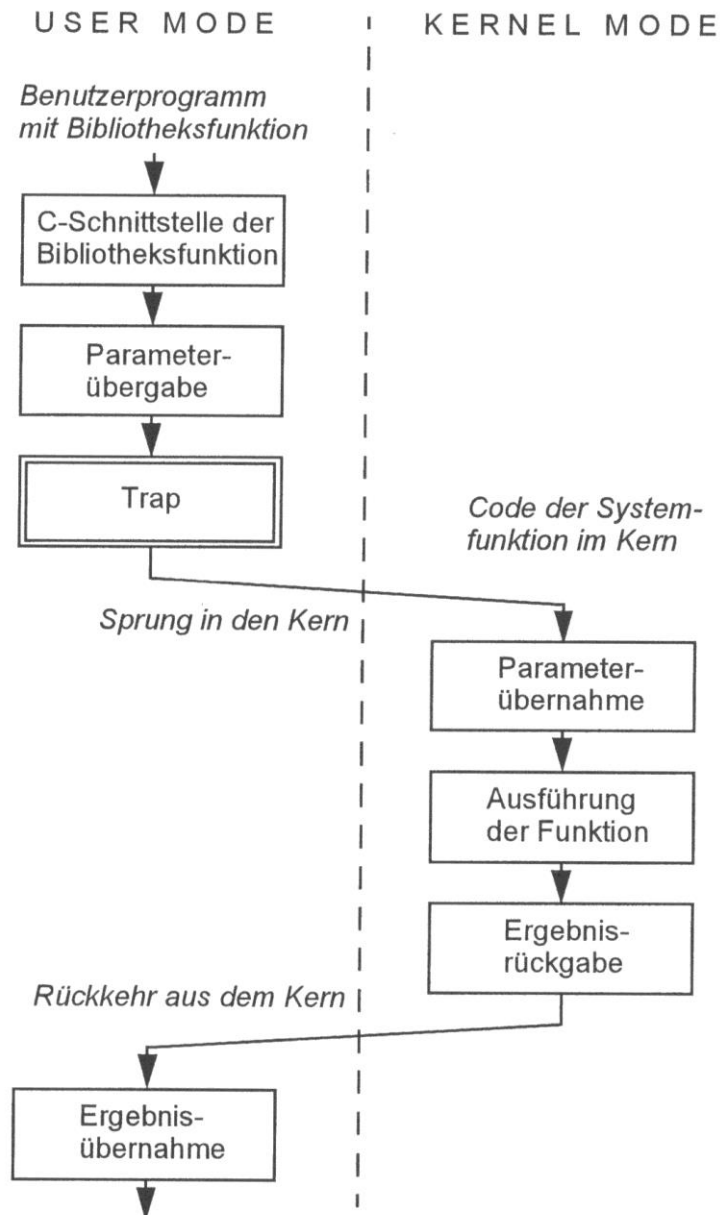 USER MODE
KERNEL MODE
Benutzerprogramm
mit Bibliotheksfunktion
C-Schnittstelle der
Bibliotheksfunktion
Parameter-
übergabe
Trap
Code der System-
funktion im Kern
Sprung in den Kern
Parameter-
übernahme
Ausführung
der Funktion
Ergebnis-
rückgabe
Rückkehr aus dem Kern
Ergebnis-
übernahme